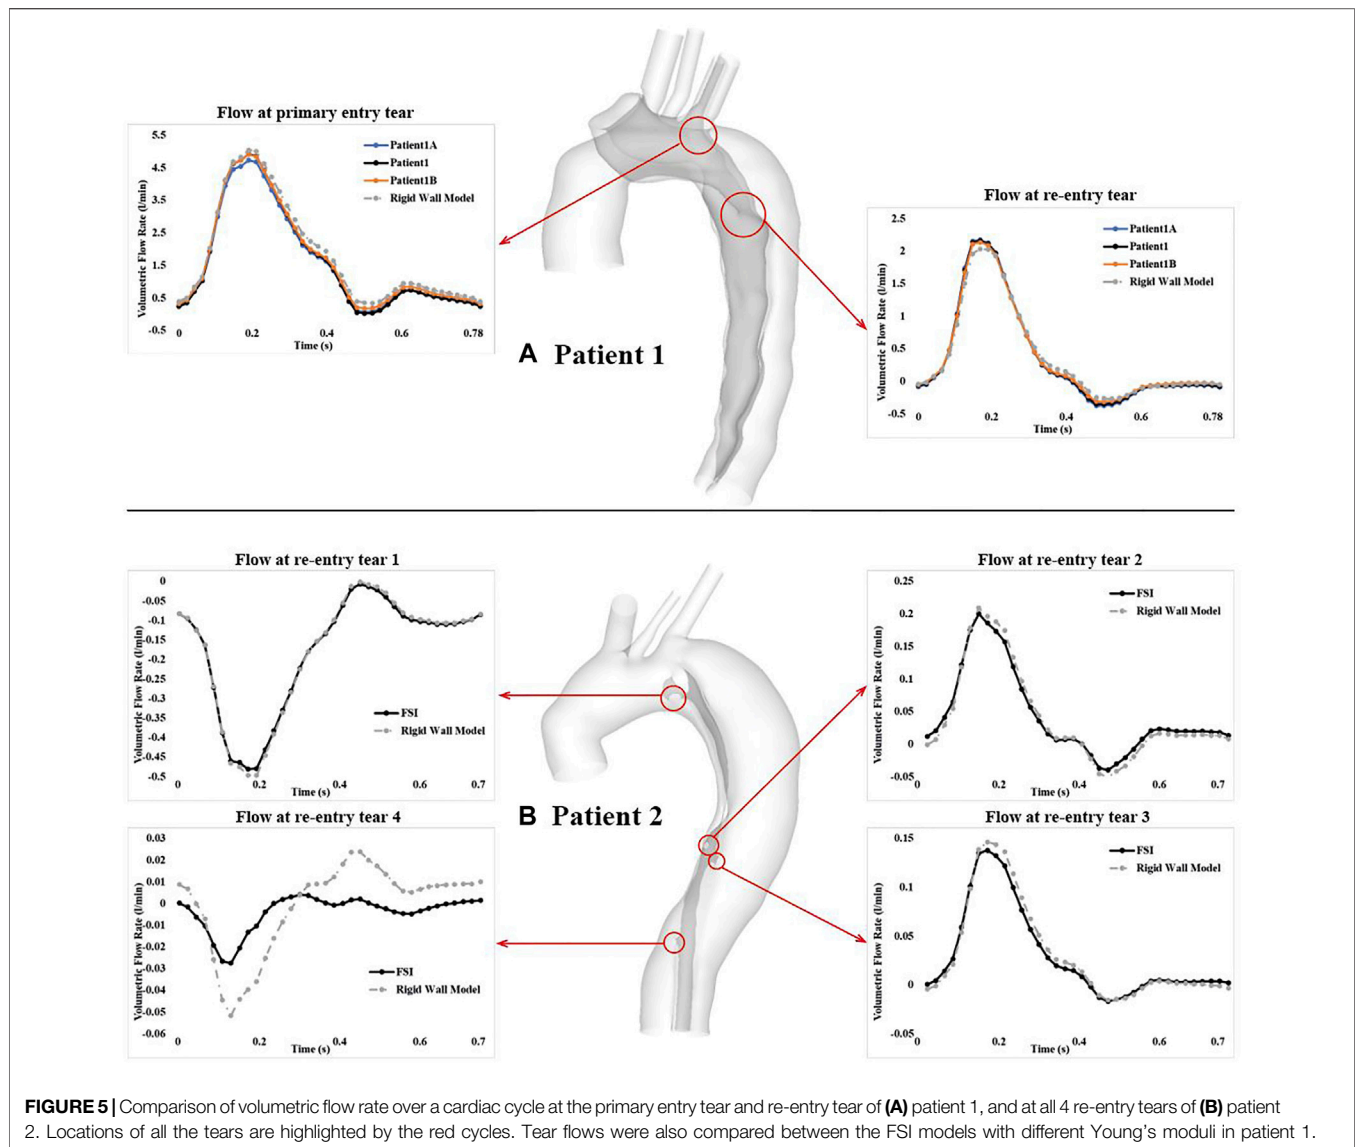 Flow at primary entry tear
Volumetric Flow Rate (l/min)
5.5
4.5
3.5
2.5
1.5
0.5
-0.5
0 0.2 0.4 0.6 0.78
Time (s)
Patient1A
Patient1
Patient1B
Rigid Wall Model
Flow at re-entry tear
Volumetric Flow Rate (l/min)
2.5
2
1.5
1
0.5
0
-0.5
0 0.2 0.4 0.6 0.78
Time (s)
Patient1A
Patient1
Patient1B
Rigid Wall Model
A Patient 1
Flow at re-entry tear 1
Volumetric Flow Rate (l/min)
0
-0.05
-0.1
-0.15
-0.2
-0.25
-0.3
-0.35
-0.4
-0.45
-0.5
0 0.2 0.4 0.6 0.7
Time (s)
FSI
Rigid Wall Model
Flow at re-entry tear 2
Volumetric Flow Rate (l/min)
0.25
0.2
0.15
0.1
0.05
0
-0.05
0 0.2 0.4 0.6 0.7
Time (s)
FSI
Rigid Wall Model
B Patient 2
Flow at re-entry tear 4
Volumetric Flow Rate (l/min)
0.03
0.02
0.01
0
-0.01
-0.02
-0.03
-0.04
-0.05
-0.06
0 0.2 0.4 0.6 0.7
Time (s)
FSI
Rigid Wall Model
Flow at re-entry tear 3
Volumetric Flow Rate (l/min)
0.15
0.1
0.05
0
-0.05
0 0.2 0.4 0.6 0.7
Time (s)
FSI
Rigid Wall Model
FIGURE 5 | Comparison of volumetric flow rate over a cardiac cycle at the primary entry tear and re-entry tear of (A) patient 1, and at all 4 re-entry tears of (B) patient
2. Locations of all the tears are highlighted by the red cycles. Tear flows were also compared between the FSI models with different Young's moduli in patient 1.